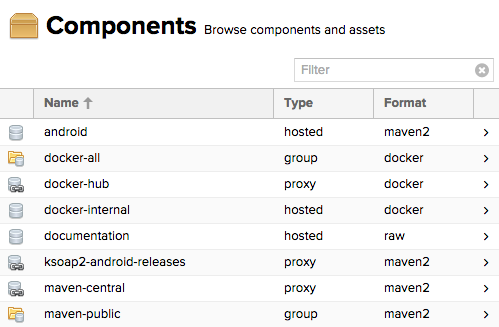 Components Browse components and assets
Filter
Name Type Format
android hosted maven2
docker-all group docker
docker-hub proxy docker
docker-internal hosted docker
documentation hosted raw
ksoap2-android-releases proxy maven2
maven-central proxy maven2
maven-public group maven2